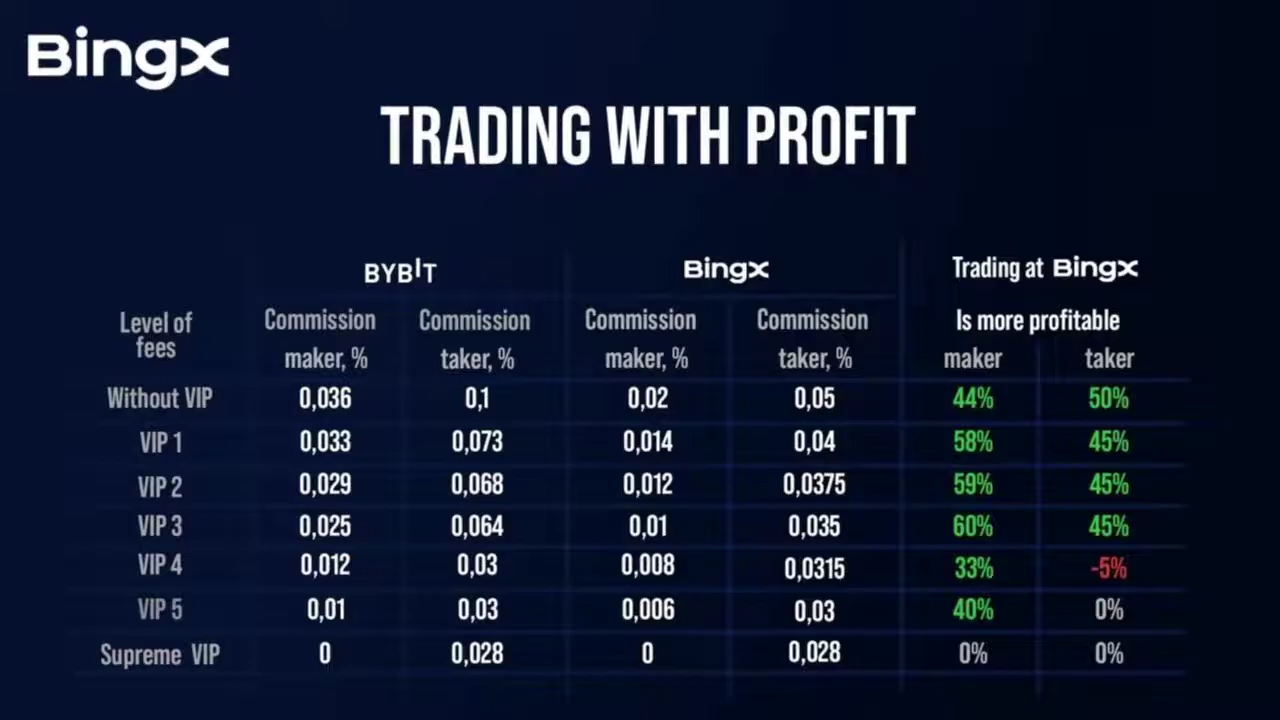 BingX
TRADING WITH PROFIT
BYBIT BingX Trading at BingX
Level of fees Commission maker, % Commission taker, % Commission maker, % Commission taker, % Is more profitable maker taker
Without VIP 0,036 0,1 0,02 0,05 44% 50%
VIP 1 0,033 0,073 0,014 0,04 58% 45%
VIP 2 0,029 0,068 0,012 0,0375 59% 45%
VIP 3 0,025 0,064 0,01 0,035 60% 45%
VIP 4 0,012 0,03 0,008 0,0315 33% -5%
VIP 5 0,01 0,03 0,006 0,03 40% 0%
Supreme VIP 0 0,028 0 0,028 0% 0%